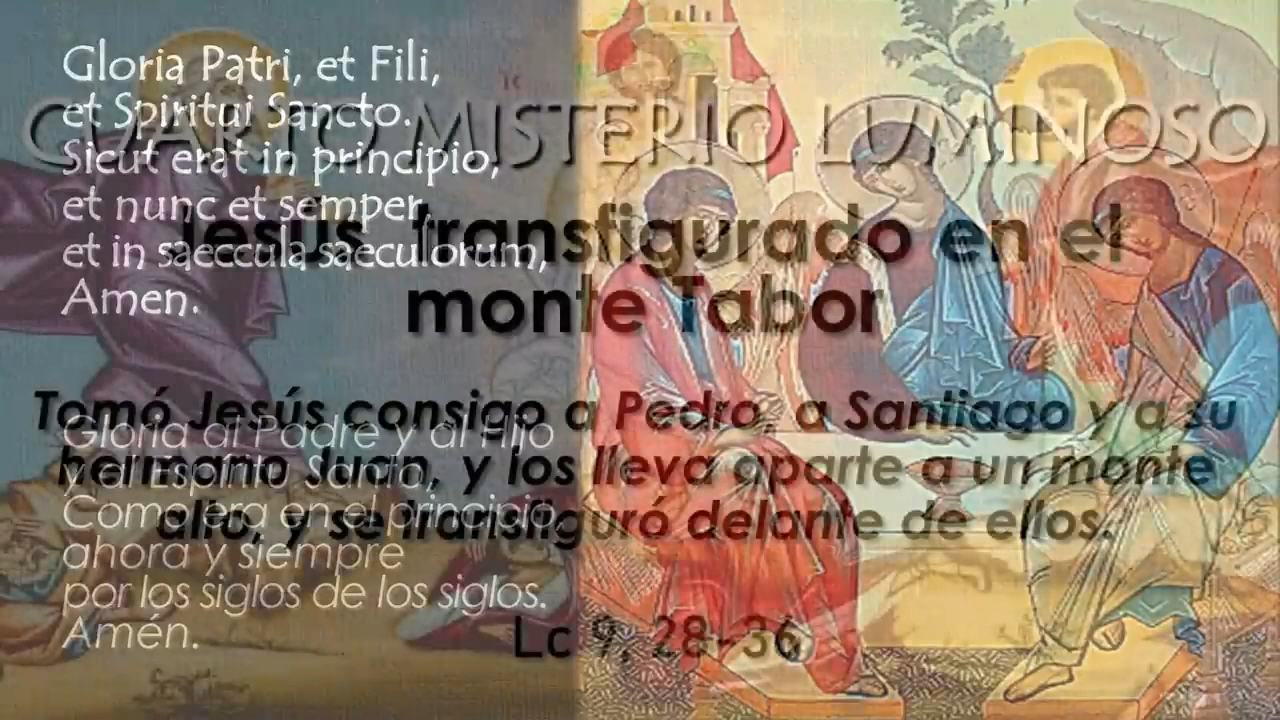 Gloria Patri, et Fili,
et Spiritui Sancto.
Sicut erat in principio,
et nunc et semper,
et in saeccula saeculorum,
Amen.
CUARTO MISTERIO LUMINOSO
Jesús transfigurado en el
monte Tabor
Tomó Jesús consigo a Pedro, a Santiago y a su
hermano Juan, y los lleva aparte a un monte
alto, y se transfiguró delante de ellos.
Lc 9, 28-36
Gloria al Padre y al Hijo
y al Espíritu Santo,
Como era en el principio,
ahora y siempre
por los siglos de los siglos.
Amén.